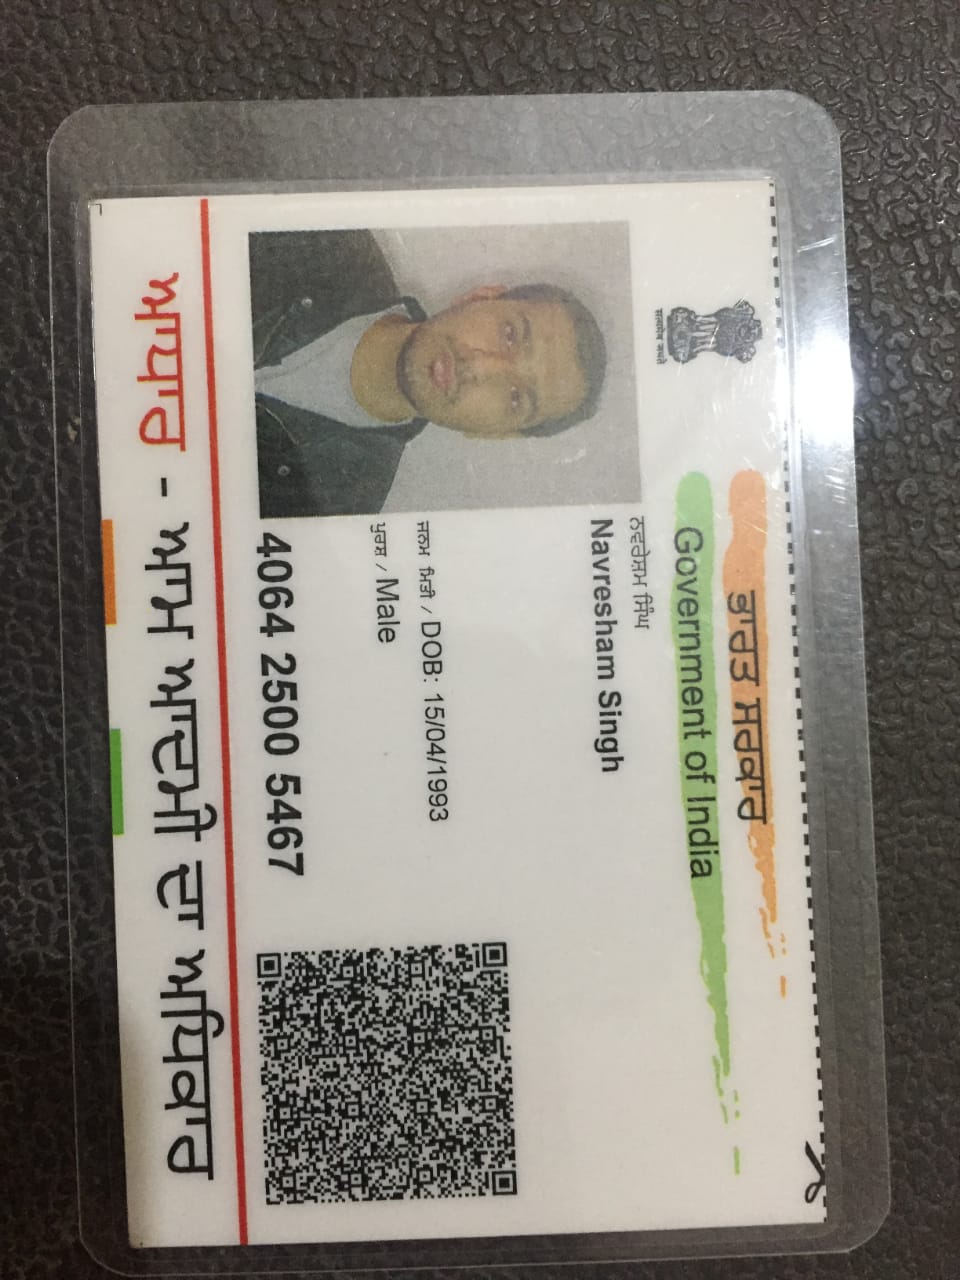 ਭਾਰਤ ਸਰਕਾਰ
Government of India
ਨਵਰੇਸ਼ਮ ਸਿੰਘ
Navresham Singh
ਜਨਮ ਮਿਤੀ / DOB: 15/04/1993
ਪੁਰਸ਼ / Male
4064 2500 5467
ਆਧਾਰ - ਆਮ ਆਦਮੀ ਦਾ ਅਧਿਕਾਰ